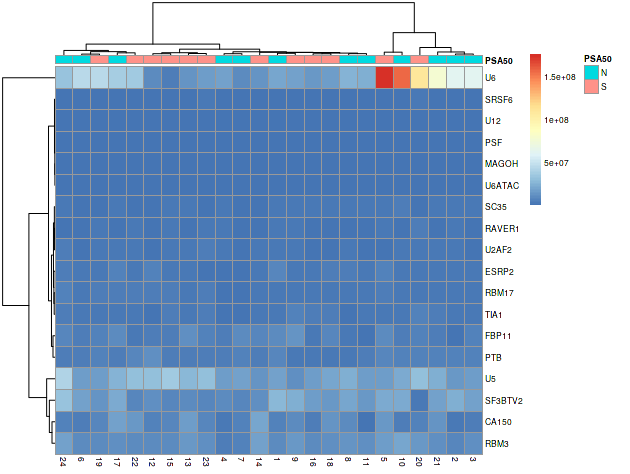 PSA50
U6
SRSF6
U12
PSF
MAGOH
U6ATAC
SC35
RAVER1
U2AF2
ESRP2
RBM17
TIA1
FBP11
PTB
U5
SF3BTV2
CA150
RBM3
24 6 19 17 22 12 15 13 23 4 7 14 1 9 16 18 8 11 5 10 20 21 2 3
1.5e+08
1e+08
5e+07
PSA50
N
S